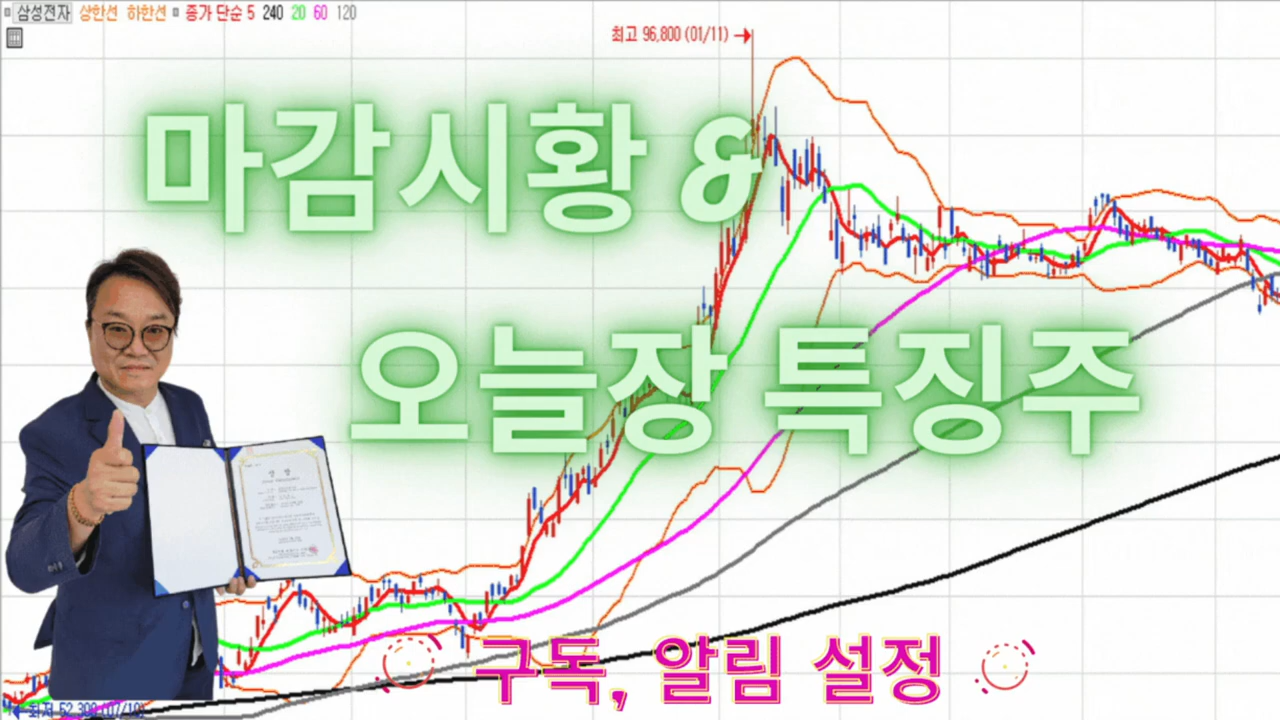 삼성전자 상한선 하한선 종가 단순 5 240 20 60 120
최고 96,800 (01/11)
마감시황 &
오늘장 특징주
상 장
구독, 알림 설정